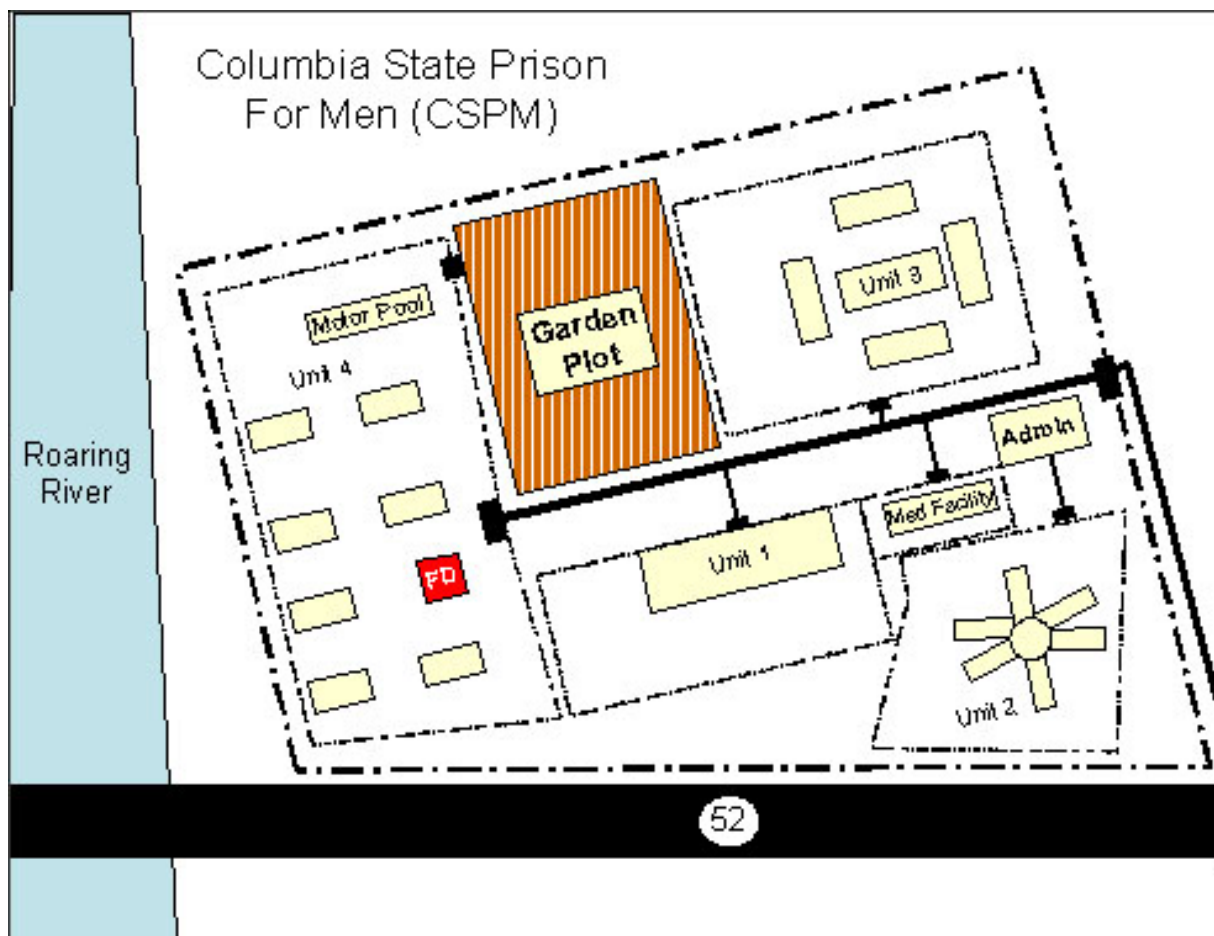 Columbia State Prison
For Men (CSPM)
Motor Pool
Unit 4
Garden
Plot
Unit 3
Roaring
River
Admin
Med Facility
Unit 1
FD
Unit 2
52